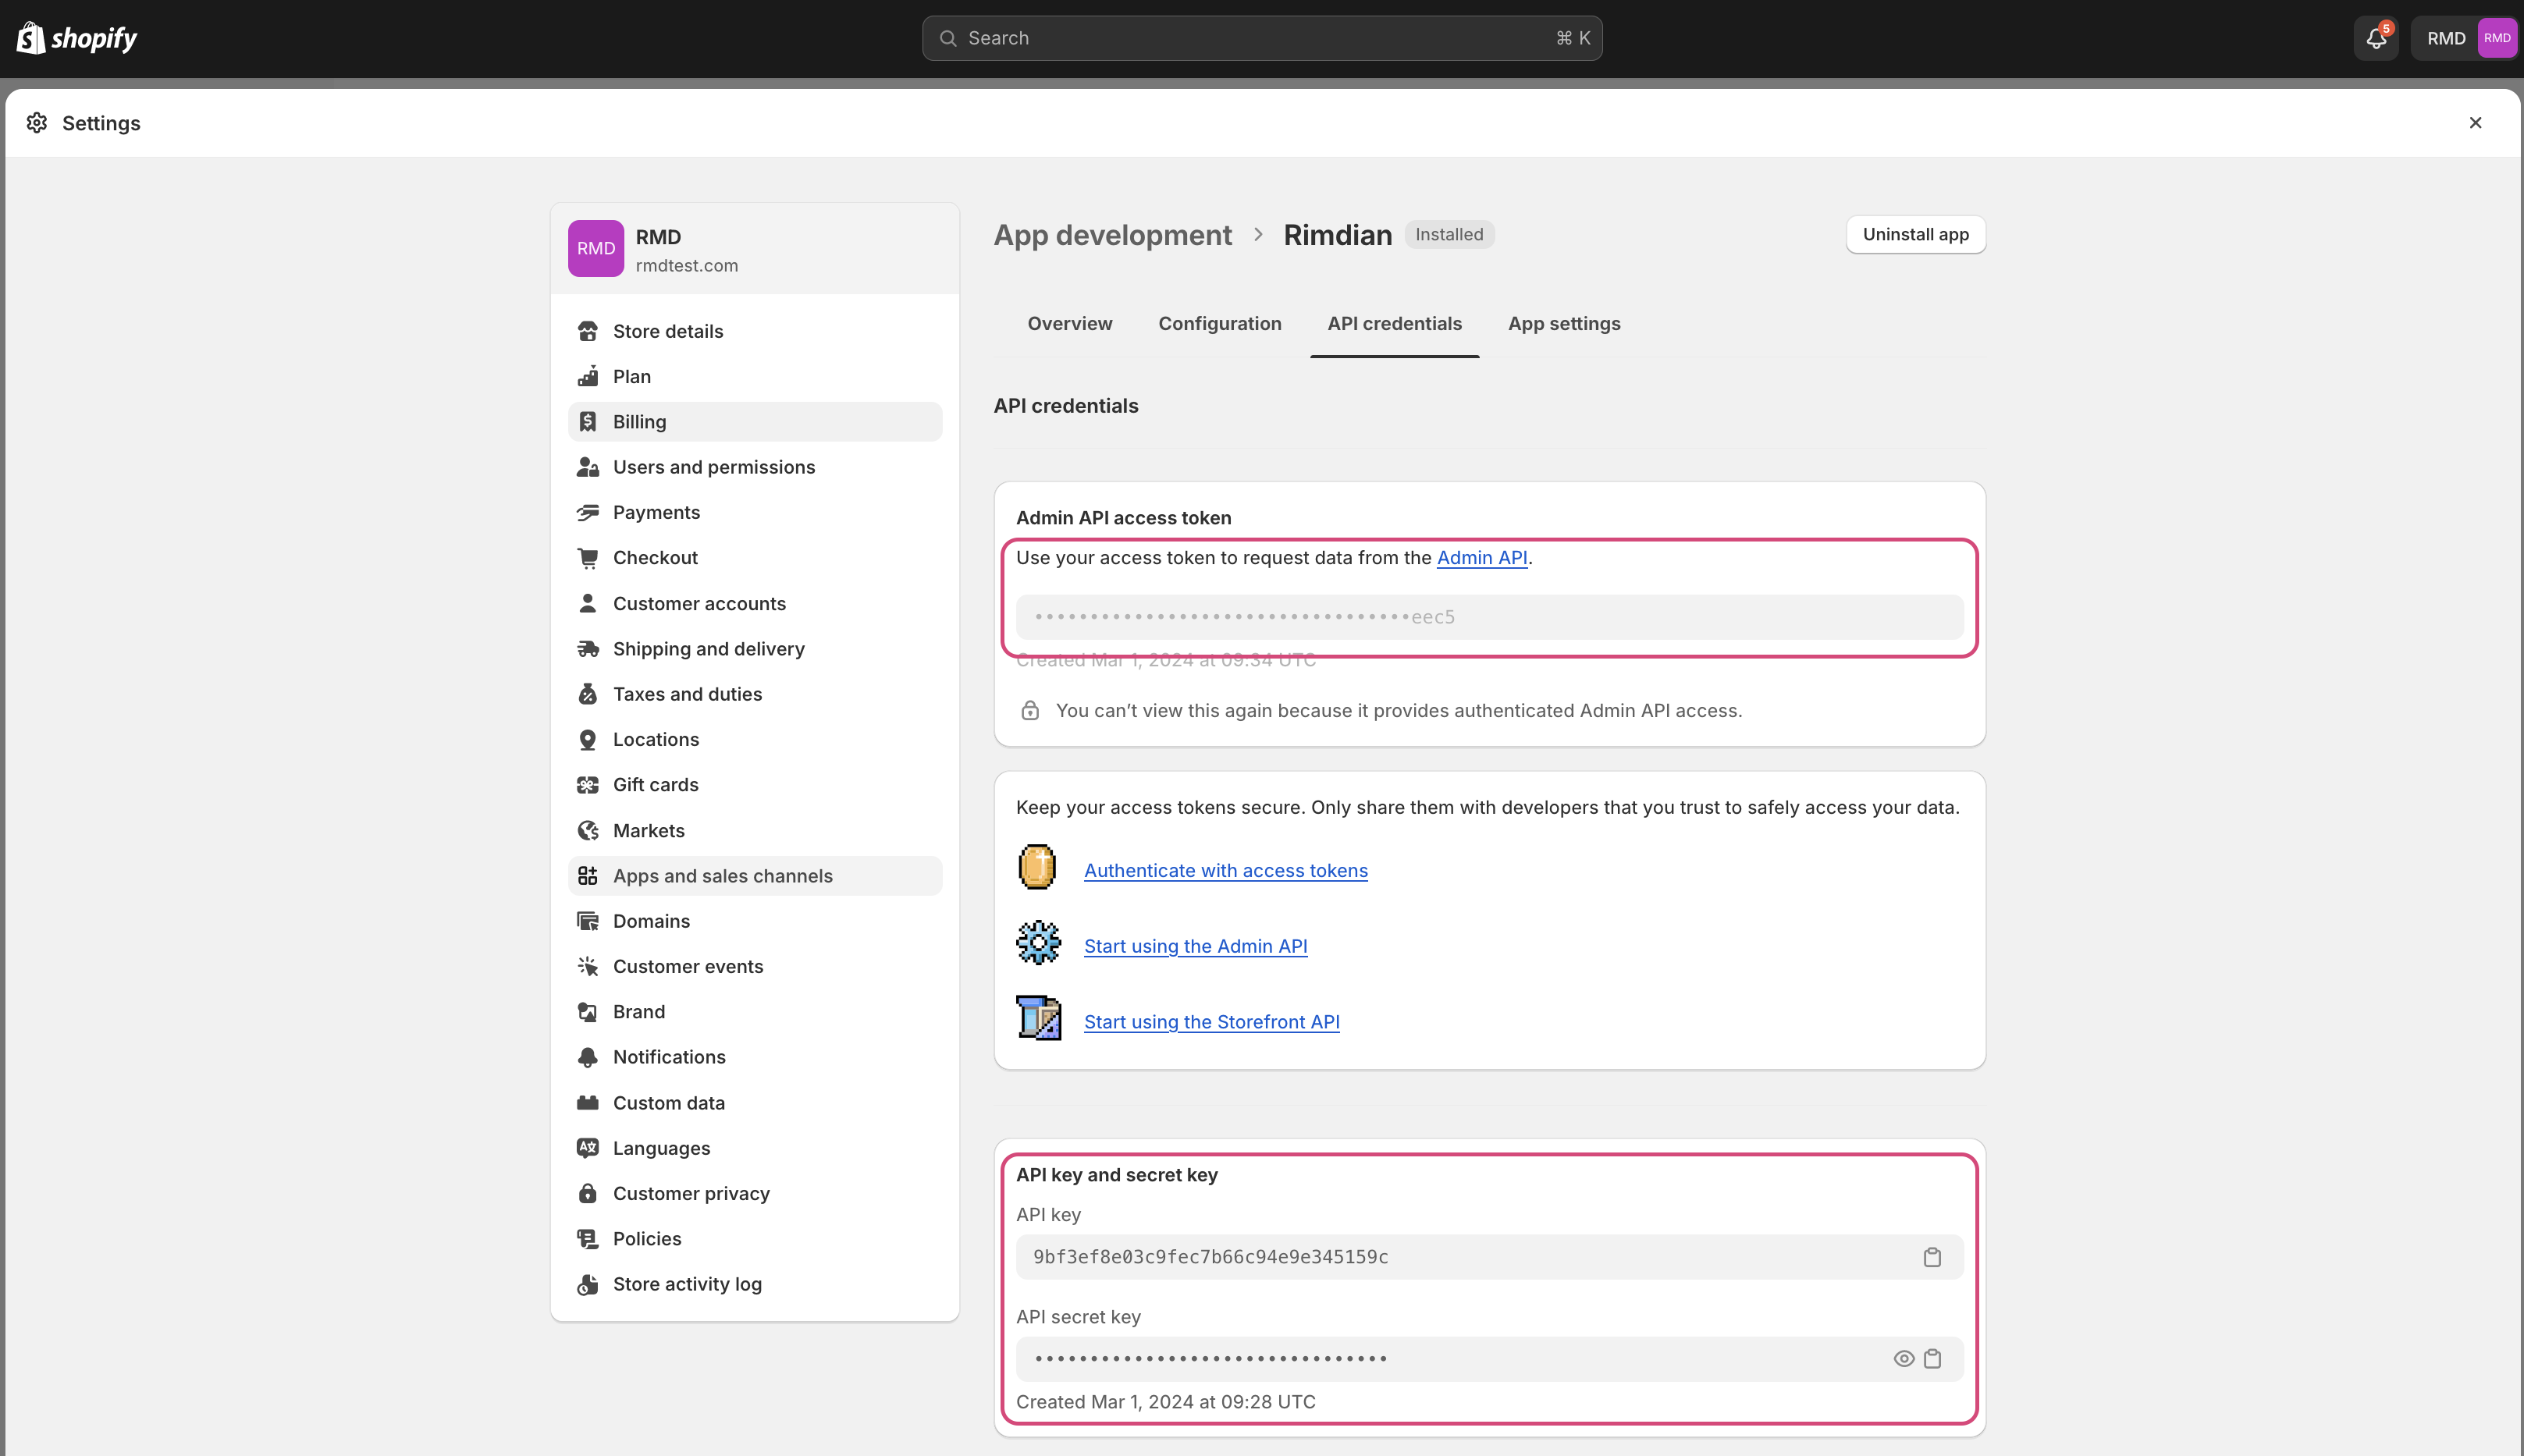 shopify
Search
⌘ K
5
RMD
RMD
Settings
RMD
RMD
rmdtest.com
Store details
Plan
Billing
Users and permissions
Payments
Checkout
Customer accounts
Shipping and delivery
Taxes and duties
Locations
Gift cards
Markets
Apps and sales channels
Domains
Customer events
Brand
Notifications
Custom data
Languages
Customer privacy
Policies
Store activity log
App development › Rimdian Installed
Uninstall app
Overview Configuration API credentials App settings
API credentials
Admin API access token
Use your access token to request data from the Admin API.
••••••••••••••••••••••••••••••••••eec5
Created Mar 1, 2024 at 09:34 UTC
You can’t view this again because it provides authenticated Admin API access.
Keep your access tokens secure. Only share them with developers that you trust to safely access your data.
Authenticate with access tokens
Start using the Admin API
Start using the Storefront API
API key and secret key
API key
9bf3ef8e03c9fec7b66c94e9e345159c
API secret key
••••••••••••••••••••••••••••••••
Created Mar 1, 2024 at 09:28 UTC